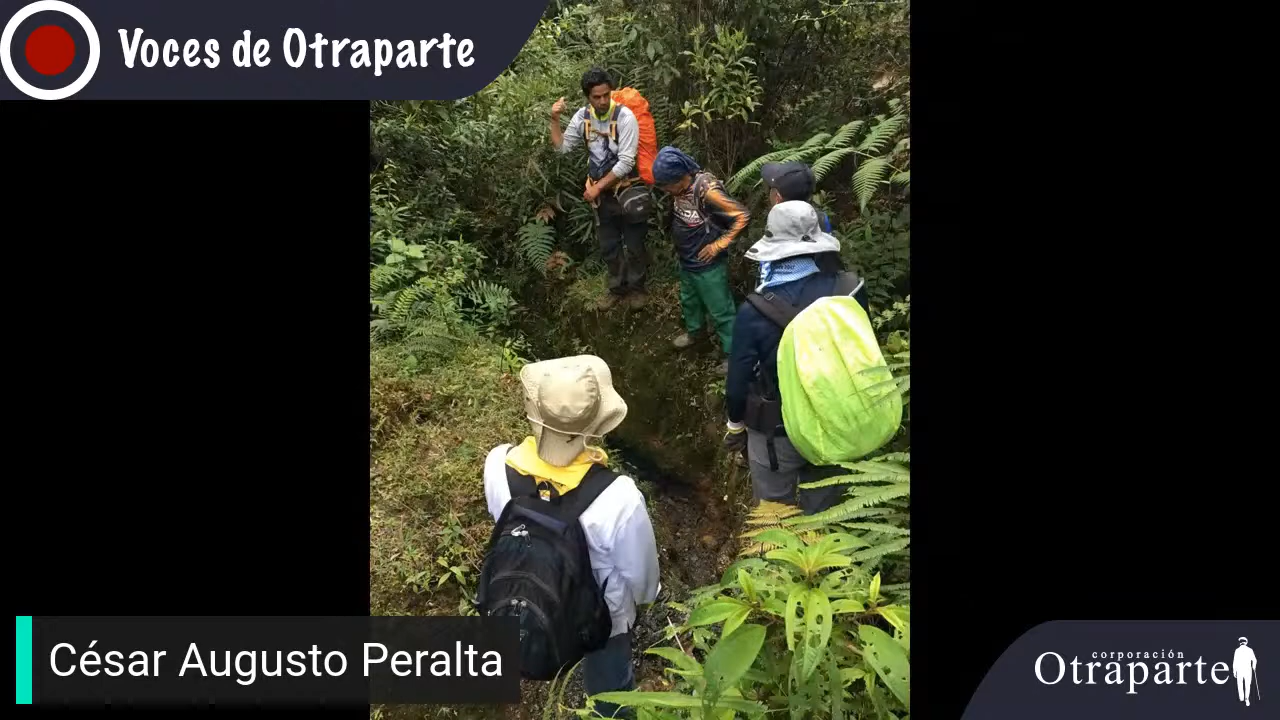 Voces de Otraparte
César Augusto Peralta
corporación
Otraparte